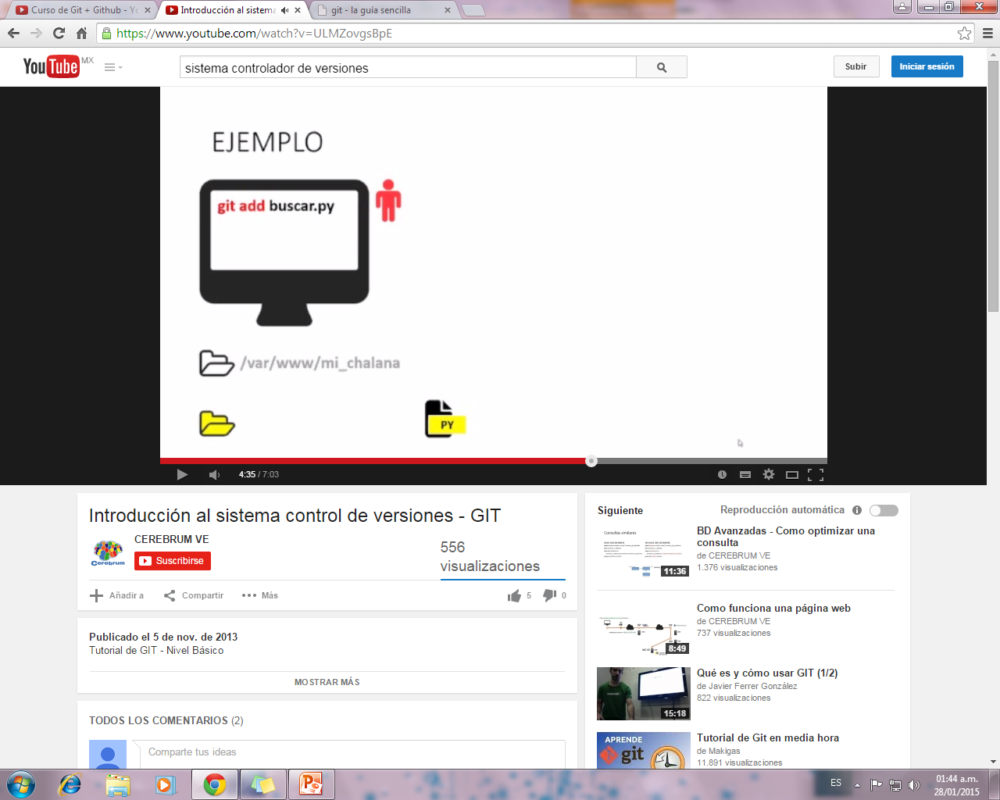 Curso de Git + Github - Yo
Introducción al sistema
git - la guía sencilla
https://www.youtube.com/watch?v=ULMZovgsBpE
YouTube MX
sistema controlador de versiones
Subir
Iniciar sesión
EJEMPLO
git add buscar.py
/var/www/mi_chalana
PY
4:35 / 7:03
Introducción al sistema control de versiones - GIT
CEREBRUM VE
Cerebrum
Suscribirse
556
visualizaciones
Añadir a
Compartir
Más
5
0
Publicado el 5 de nov. de 2013
Tutorial de GIT - Nivel Básico
MOSTRAR MÁS
TODOS LOS COMENTARIOS (2)
Comparte tus ideas
Siguiente
Reproducción automática
Consultas similares
11:36
BD Avanzadas - Como optimizar una
consulta
de CEREBRUM VE
1.376 visualizaciones
8:49
Como funciona una página web
de CEREBRUM VE
737 visualizaciones
15:18
Qué es y cómo usar GIT (1/2)
de Javier Ferrer González
822 visualizaciones
APRENDE
git
Tutorial de Git en media hora
de Makigas
11.891 visualizaciones
ES
01:44 a.m.
28/01/2015